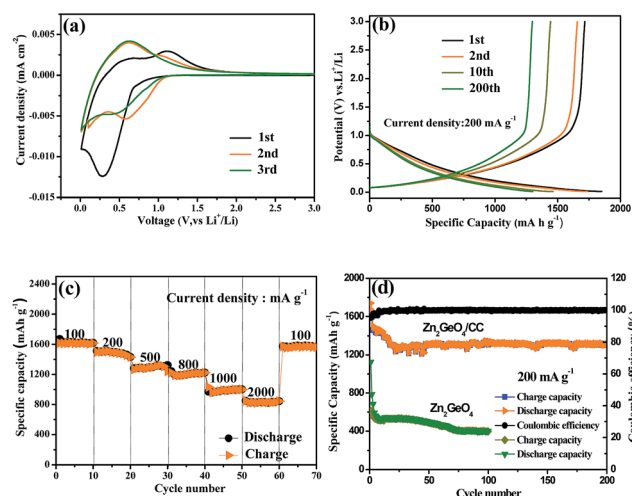 (a)
Current density (mA cm⁻²)
0.005
0.000
-0.005
-0.010
-0.015
1st
2nd
3rd
0.0 0.5 1.0 1.5 2.0 2.5 3.0
Voltage (V,vs Li⁺/Li)
(b)
Potential (V) vs.Li⁺/Li
3.0
2.5
2.0
1.5
1.0
0.5
0.0
1st
2nd
10th
200th
Current density:200 mA g⁻¹
0 500 1000 1500 2000
Specific Capacity (mA h g⁻¹)
(c)
Specific capacity (mAh g⁻¹)
2400
2000
1600
1200
800
400
0
Current density : mA g⁻¹
100
200
500
800
1000
2000
100
Discharge
Charge
0 10 20 30 40 50 60 70
Cycle number
(d)
Specific capacity (mAh g⁻¹)
2000
1600
1200
800
400
0
Zn₂GeO₄/CC
200 mA g⁻¹
Zn₂GeO₄
Charge capacity
Discharge capacity
Coulombic efficiency
Charge capacity
Discharge capacity
100
80
60
40
20
0
Coulombic efficiency (%)
0 50 100 150 200
Cycle number